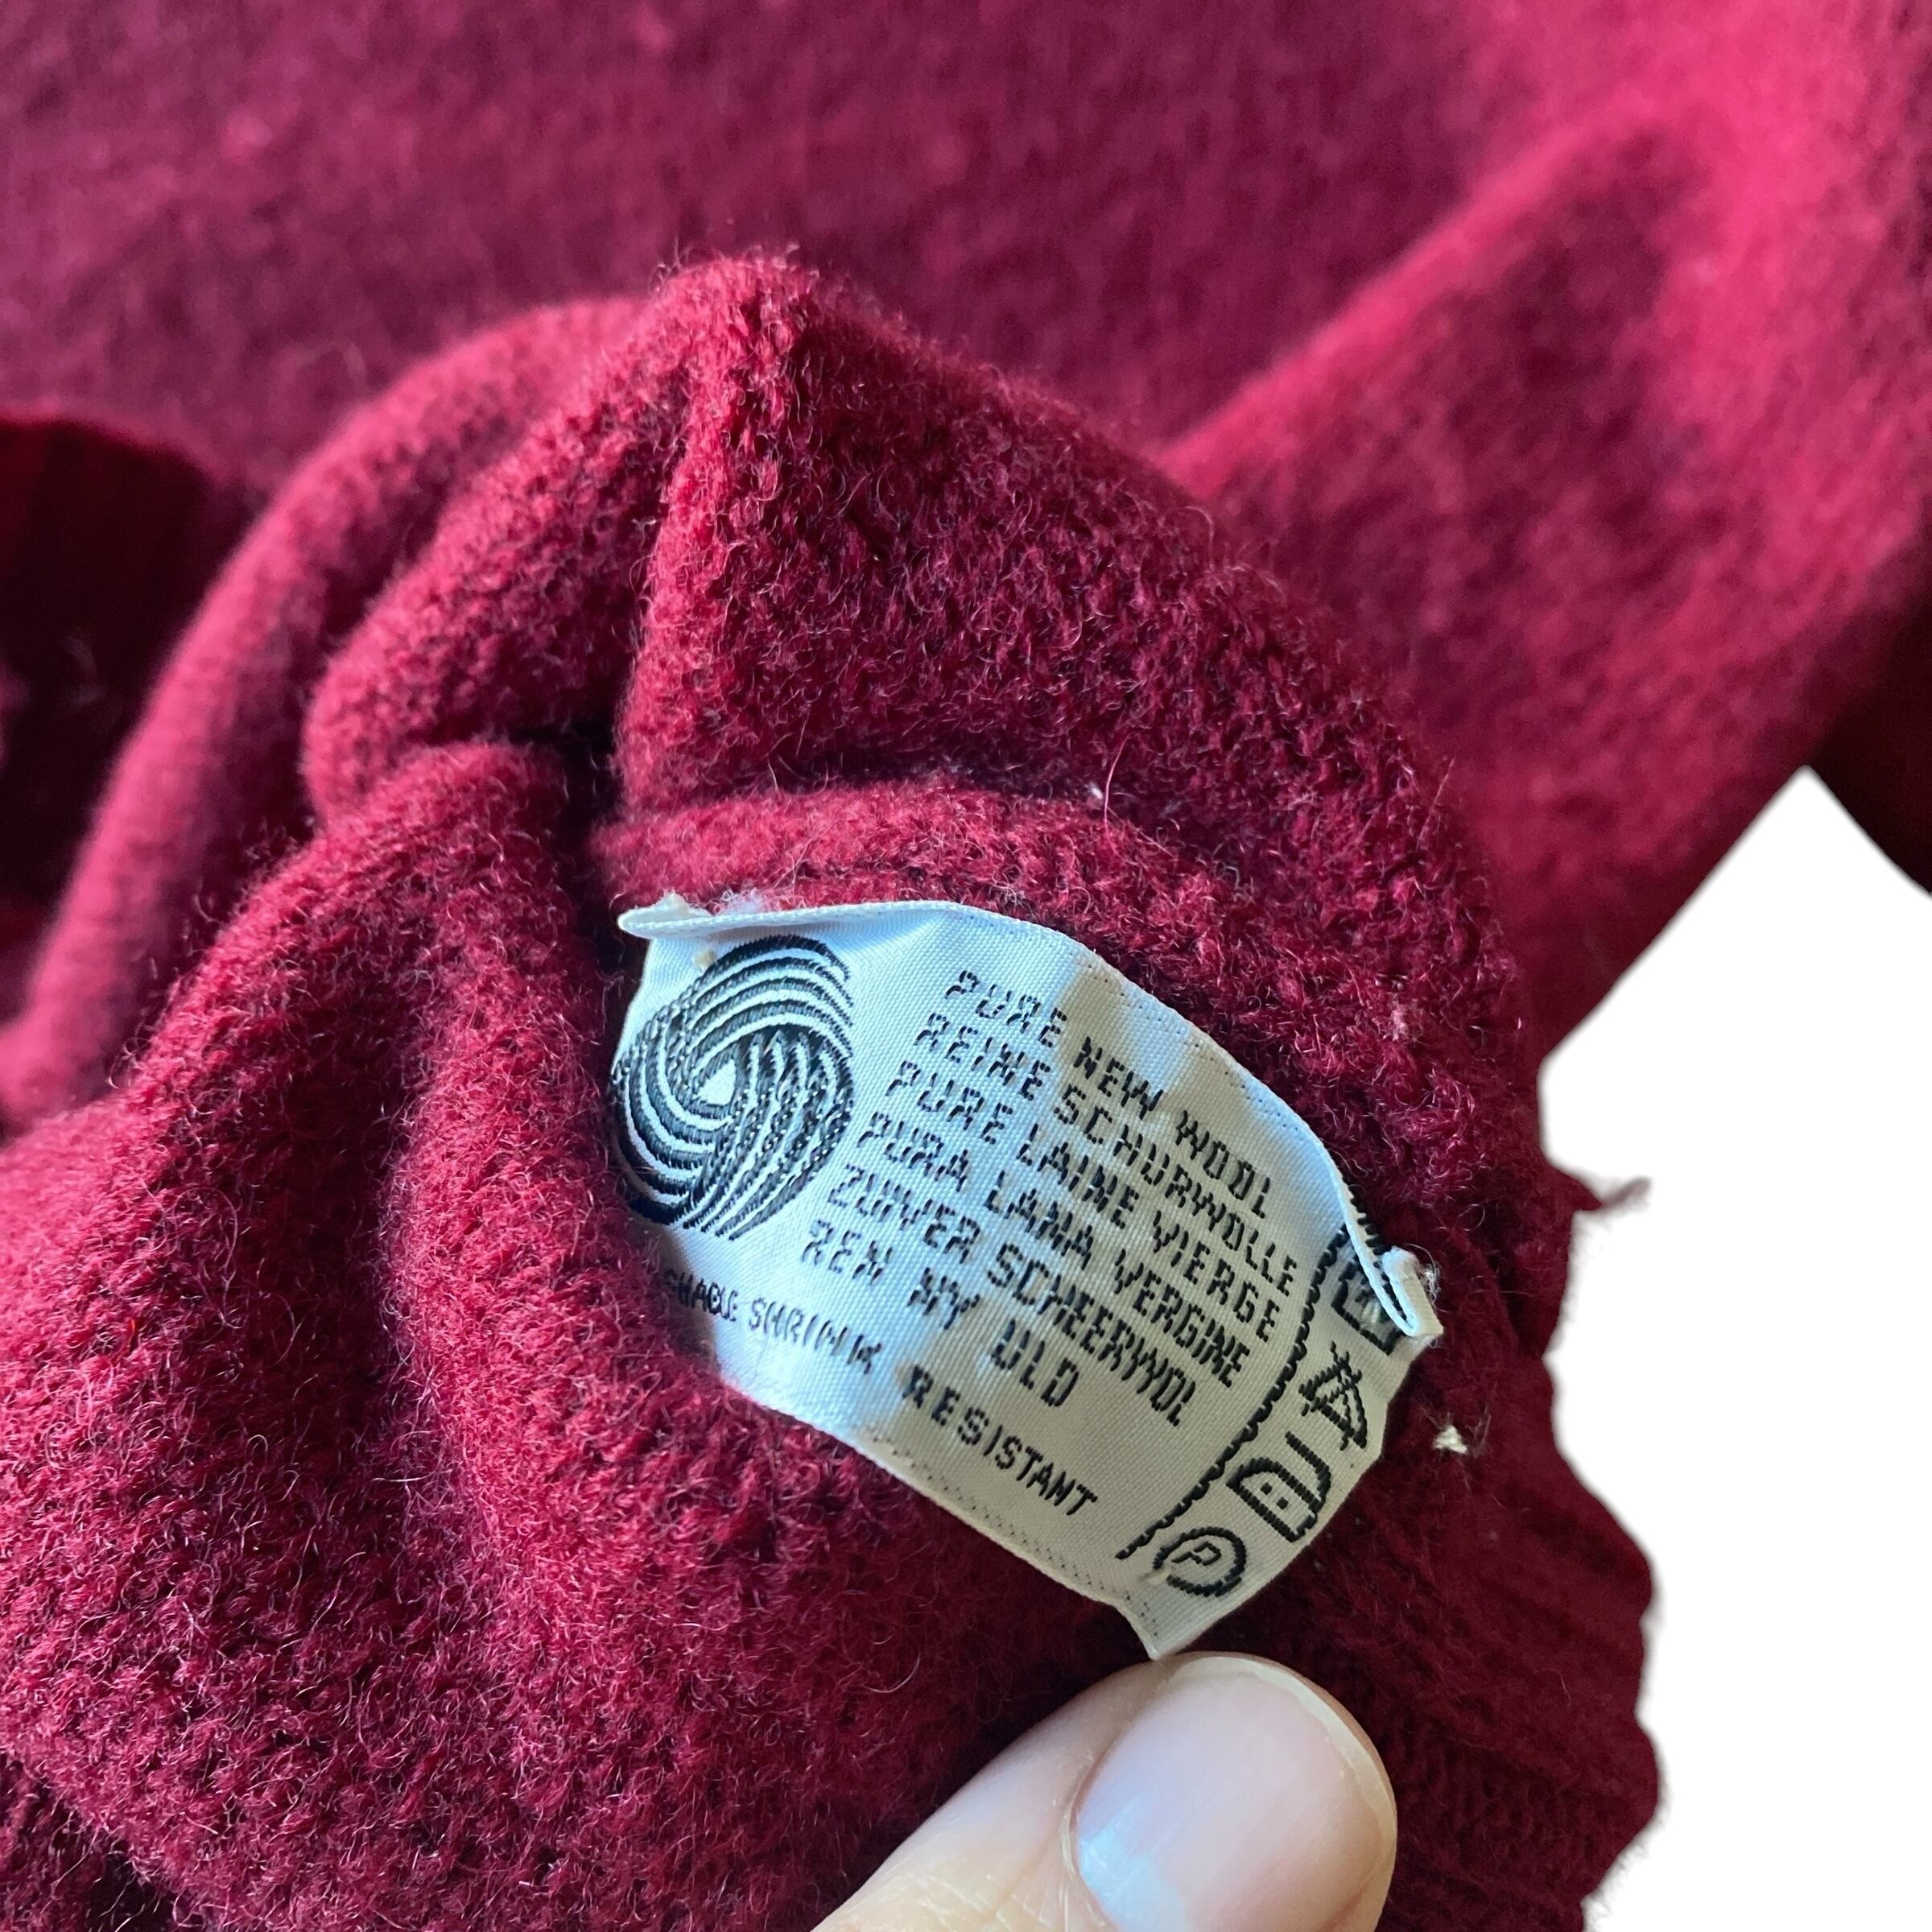 PURE NEW WOOL
REINE SCHURWOLLE
PURE LAINE VIERGE
PURA LANA VERGINE
ZUIVER SCHEERWOL
REN NY ULD
SHRINK RESISTANT
P